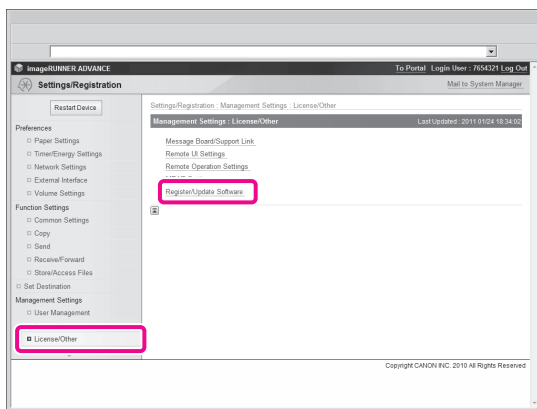 imageRUNNER ADVANCE
To Portal Login User : 7654321 Log Out
Settings/Registration
Mail to System Manager
Restart Device
Settings/Registration : Management Settings : License/Other
Management Settings : License/Other
Last Updated : 2011 01/24 18:34:02
Preferences
Paper Settings
Timer/Energy Settings
Network Settings
External Interface
Volume Settings
Function Settings
Common Settings
Copy
Send
Receive/Forward
Store/Access Files
Set Destination
Management Settings
User Management
License/Other
Message Board/Support Link
Remote UI Settings
Remote Operation Settings
Register/Update Software
Copyright CANON INC. 2010 All Rights Reserved